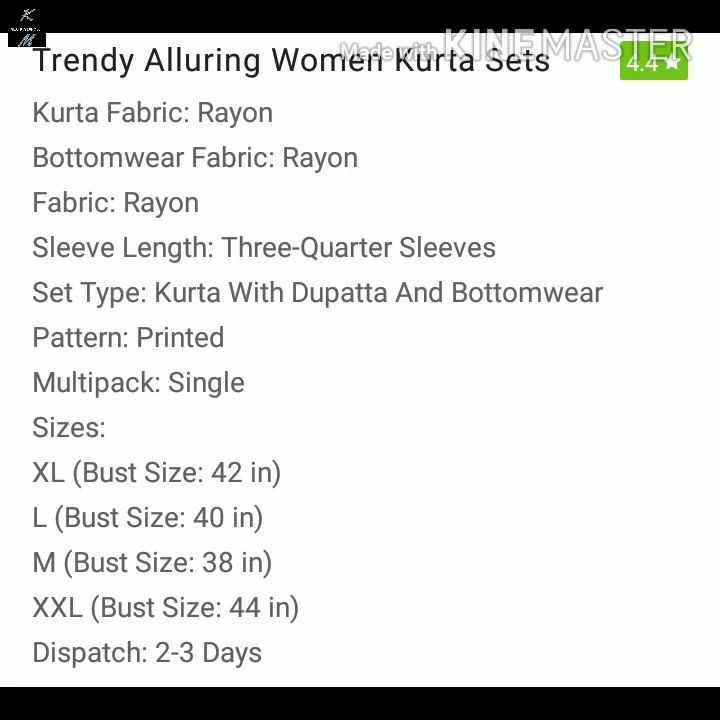 Made with KINEMASTER
Trendy Alluring Women Kurta Sets
4.4★
Kurta Fabric: Rayon
Bottomwear Fabric: Rayon
Fabric: Rayon
Sleeve Length: Three-Quarter Sleeves
Set Type: Kurta With Dupatta And Bottomwear
Pattern: Printed
Multipack: Single
Sizes:
XL (Bust Size: 42 in)
L (Bust Size: 40 in)
M (Bust Size: 38 in)
XXL (Bust Size: 44 in)
Dispatch: 2-3 Days